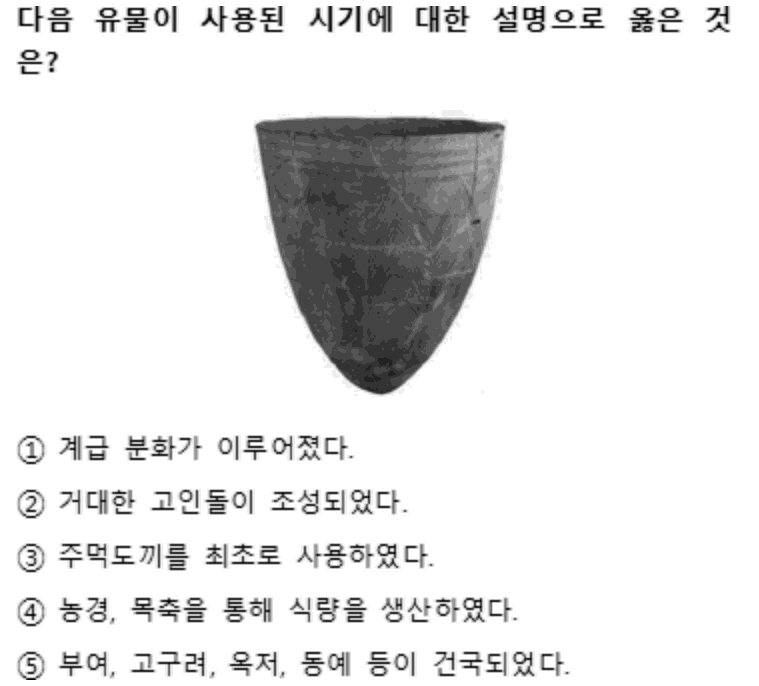 다음 유물이 사용된 시기에 대한 설명으로 옳은 것
은?
① 계급 분화가 이루어졌다.
② 거대한 고인돌이 조성되었다.
③ 주먹도끼를 최초로 사용하였다.
④ 농경, 목축을 통해 식량을 생산하였다.
⑤ 부여, 고구려, 옥저, 동예 등이 건국되었다.